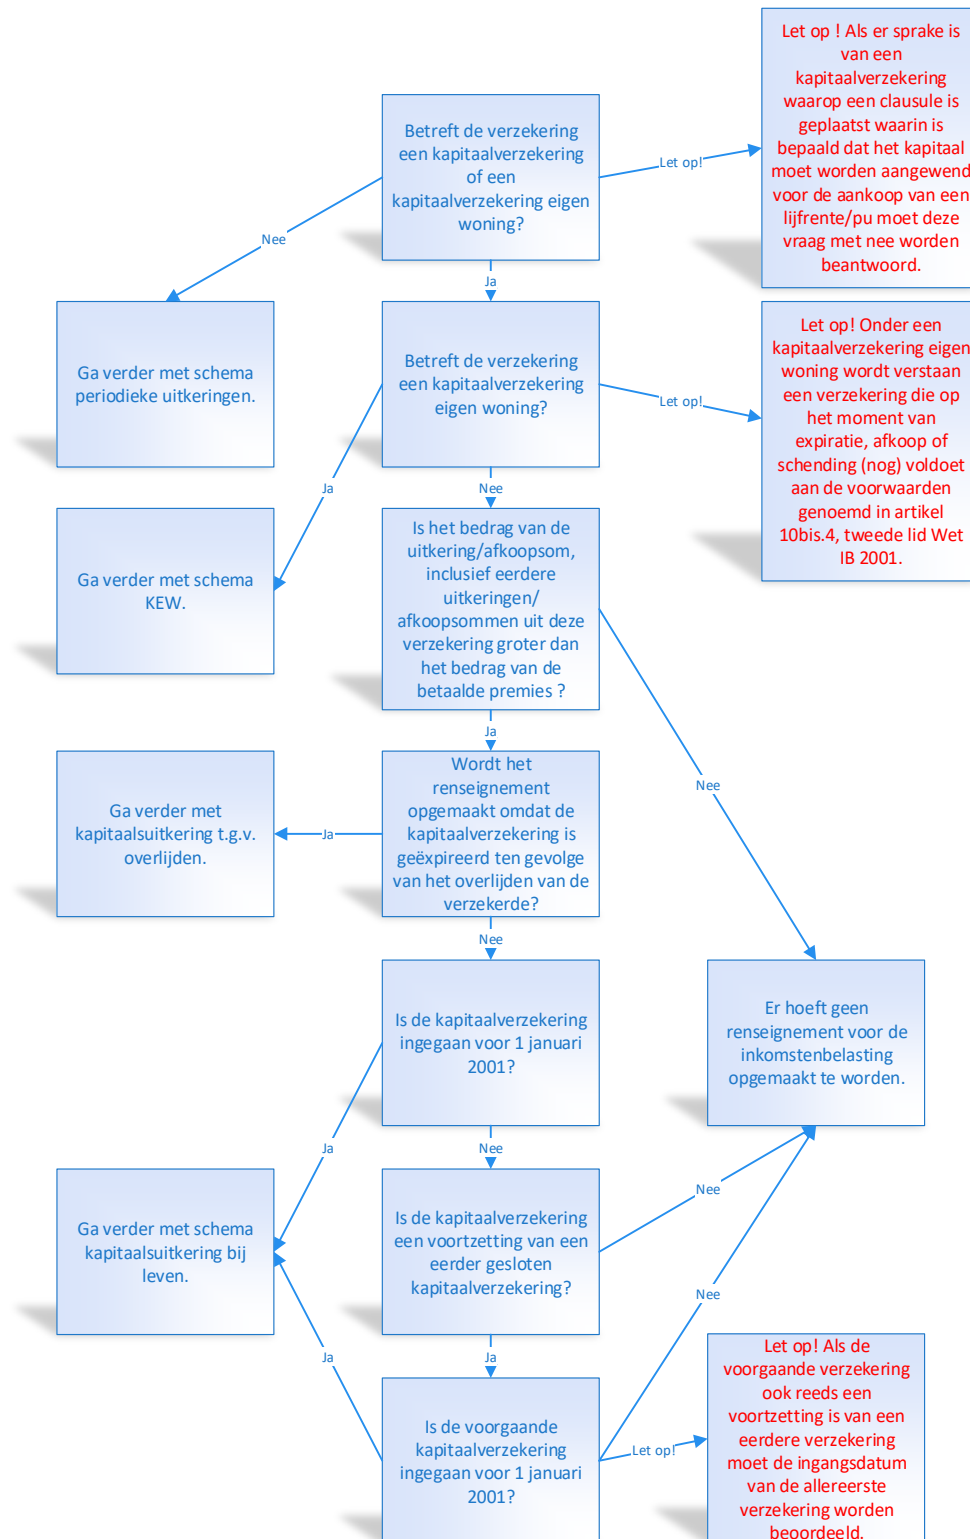 Let op ! Als er sprake is
van een
kapitaalverzekering
waarop een clausule is
geplaatst waarin is
bepaald dat het kapitaal
moet worden aangewend
voor de aankoop van een
lijfrente/pu moet deze
vraag met nee worden
beantwoord.
Betreft de verzekering
een kapitaalverzekering
of een
kapitaalverzekering eigen
woning?
Let op!
Nee
Ja
Ga verder met schema
periodieke uitkeringen.
Betreft de verzekering
een kapitaalverzekering
eigen woning?
Let op!
Let op! Onder een
kapitaalverzekering eigen
woning wordt verstaan
een verzekering die op
het moment van
expiratie, afkoop of
schending (nog) voldoet
aan de voorwaarden
genoemd in artikel
10bis.4, tweede lid Wet
IB 2001.
Ja
Nee
Ga verder met schema
KEW.
Is het bedrag van de
uitkering/afkoopsom,
inclusief eerdere
uitkeringen/
afkoopsommen uit deze
verzekering groter dan
het bedrag van de
betaalde premies ?
Ja
Nee
Ga verder met
kapitaalsuitkering t.g.v.
overlijden.
Ja
Wordt het
renseignement
opgemaakt omdat de
kapitaalverzekering is
geëxpireerd ten gevolge
van het overlijden van de
verzekerde?
Nee
Is de kapitaalverzekering
ingegaan voor 1 januari
2001?
Er hoeft geen
renseignement voor de
inkomstenbelasting
opgemaakt te worden.
Ja
Nee
Nee
Ga verder met schema
kapitaalsuitkering bij
leven.
Is de kapitaalverzekering
een voortzetting van een
eerder gesloten
kapitaalverzekering?
Nee
Ja
Ja
Is de voorgaande
kapitaalverzekering
ingegaan voor 1 januari
2001?
Let op!
Let op! Als de
voorgaande verzekering
ook reeds een
voortzetting is van een
eerdere verzekering
moet de ingangsdatum
van de allereerste
verzekering worden
beoordeeld.